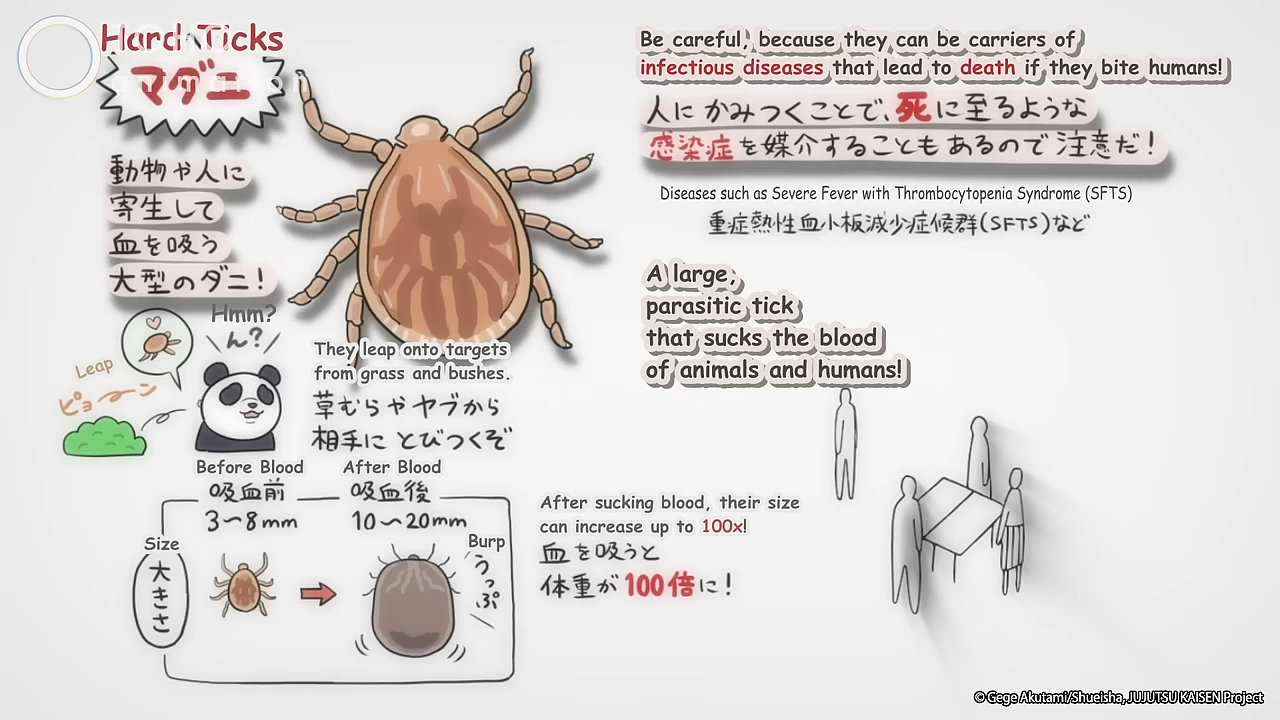 Hard Ticks
マダニ
動物や人に
寄生して
血を吸う
大型のダニ!
Be careful, because they can be carriers of
infectious diseases that lead to death if they bite humans!
人にかみつくことで、死に至るような
感染症を媒介することもあるので注意だ!
Diseases such as Severe Fever with Thrombocytopenia Syndrome (SFTS)
重症熱性血小板減少症候群(SFTS)など
A large,
parasitic tick
that sucks the blood
of animals and humans!
Hmm?
ん?
Leap
ピョーン
They leap onto targets
from grass and bushes.
草むらやヤブから
相手にとびつくぞ
Before Blood
吸血前
3〜8mm
After Blood
吸血後
10〜20mm
Size
大きさ
Burp
うっぷ
After sucking blood, their size
can increase up to 100x!
血を吸うと
体重が100倍に!
©Gege Akutami/Shueisha, JUJUTSU KAISEN Project